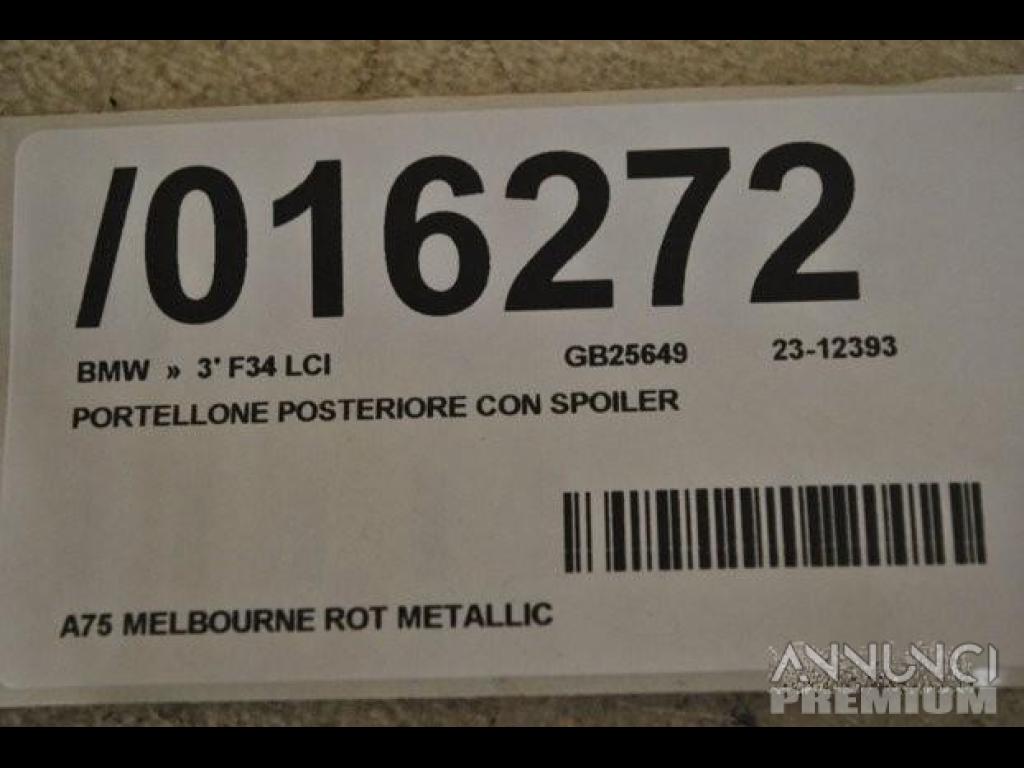 /016272
BMW » 3' F34 LCI GB25649 23-12393
PORTELLONE POSTERIORE CON SPOILER
A75 MELBOURNE ROT METALLIC
ANNUNCI
PREMIUM